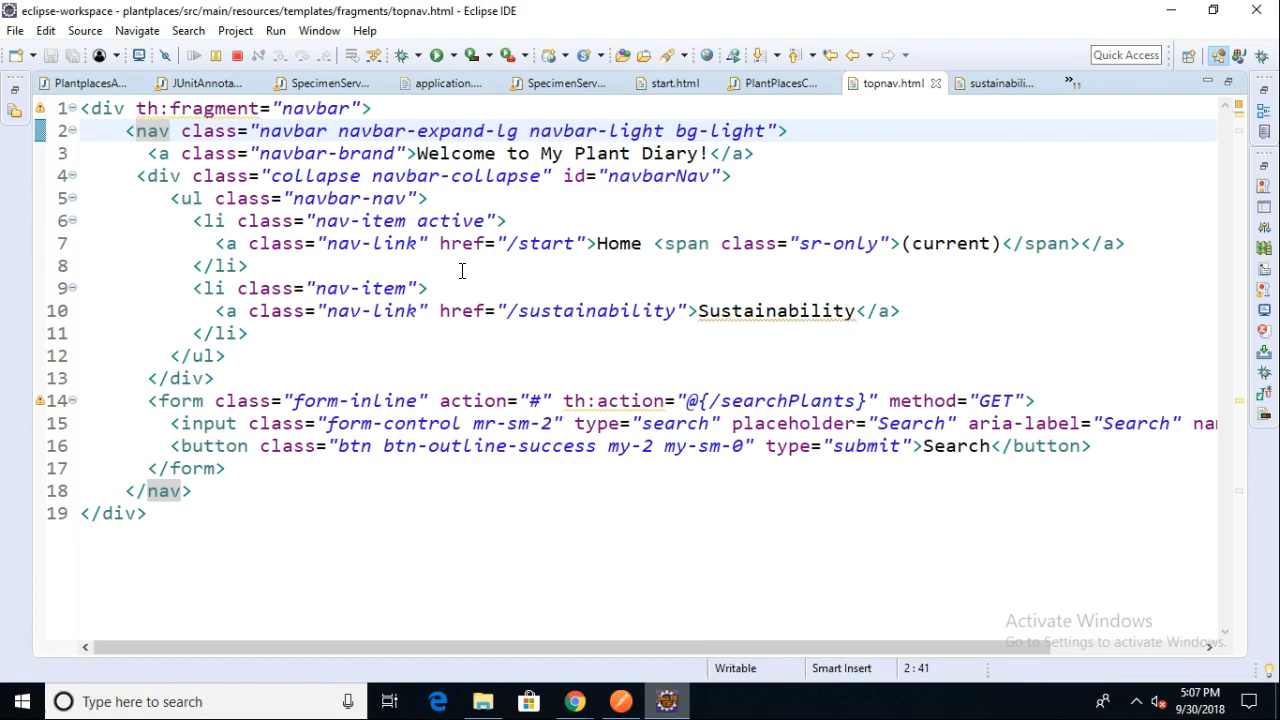 eclipse-workspace - plantplaces/src/main/resources/templates/fragments/topnav.html - Eclipse IDE
File Edit Source Navigate Search Project Run Window Help
Quick Access
PlantplacesA... JUnitAnnota... SpecimenServ... application.... SpecimenServ... start.html PlantPlacesC... topnav.html sustainabili... »11
1 <div th:fragment="navbar">
2 <nav class="navbar navbar-expand-lg navbar-light bg-light">
3 <a class="navbar-brand">Welcome to My Plant Diary!</a>
4 <div class="collapse navbar-collapse" id="navbarNav">
5 <ul class="navbar-nav">
6 <li class="nav-item active">
7 <a class="nav-link" href="/start">Home <span class="sr-only">(current)</span></a>
8 </li>
9 <li class="nav-item">
10 <a class="nav-link" href="/sustainability">Sustainability</a>
11 </li>
12 </ul>
13 </div>
14 <form class="form-inline" action="#" th:action="@{/searchPlants}" method="GET">
15 <input class="form-control mr-sm-2" type="search" placeholder="Search" aria-label="Search" nar
16 <button class="btn btn-outline-success my-2 my-sm-0" type="submit">Search</button>
17 </form>
18 </nav>
19 </div>
Activate Windows
Go to Settings to activate Windows.
Writable Smart Insert 2 : 41
Type here to search
5:07 PM
9/30/2018